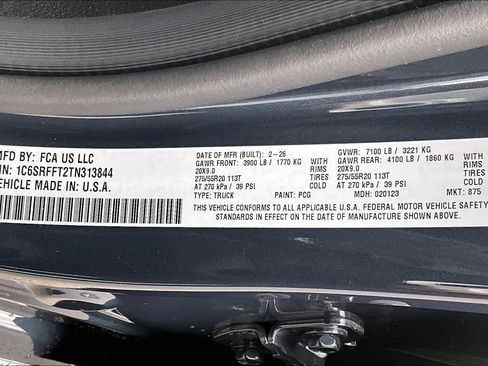 MFD BY: FCA US LLC
IN: 1C6SRFFT2TN313844
VEHICLE MADE IN U.S.A.
DATE OF MFR (BUILT): 2-26
GAWR FRONT: 3900 LB / 1770 KG
20X9.0 RIMS
275/55R20 113T TIRES
AT 270 kPa / 39 PSI
TYPE: TRUCK PAINT: PCG
GVWR: 7100 LB / 3221 KG
GAWR REAR: 4100 LB / 1860 KG WITH
20X9.0 RIMS
275/55R20 113T TIRES
AT 270 kPa / 39 PSI
MDH: 020123 MKT: 875
THIS VEHICLE CONFORMS TO ALL APPLICABLE U.S.A. FEDERAL MOTOR VEHICLE SAFETY
STANDARDS IN EFFECT ON THE DATE OF MANUFACTURE SHOWN ABOVE.